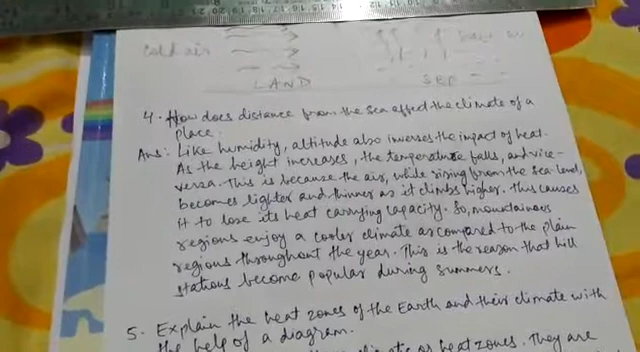 cold air
LAND
SEA
4. How does distance from the sea affect the climate of a
place.
Ans: Like humidity, altitude also inverses the impact of heat.
As the height increases, the temperature falls, and vice-
versa. This is because the air, while rising from the sea level,
becomes lighter and thinner as it climbs higher. this causes
it to lose its heat carrying capacity. So, mountainous
regions enjoy a cooler climate as compared to the plain
regions throughout the year. This is the reason that hill
stations become popular during summers.
5. Explain the heat zones of the Earth and their climate with
the help of a diagram.
or heat zones. They are